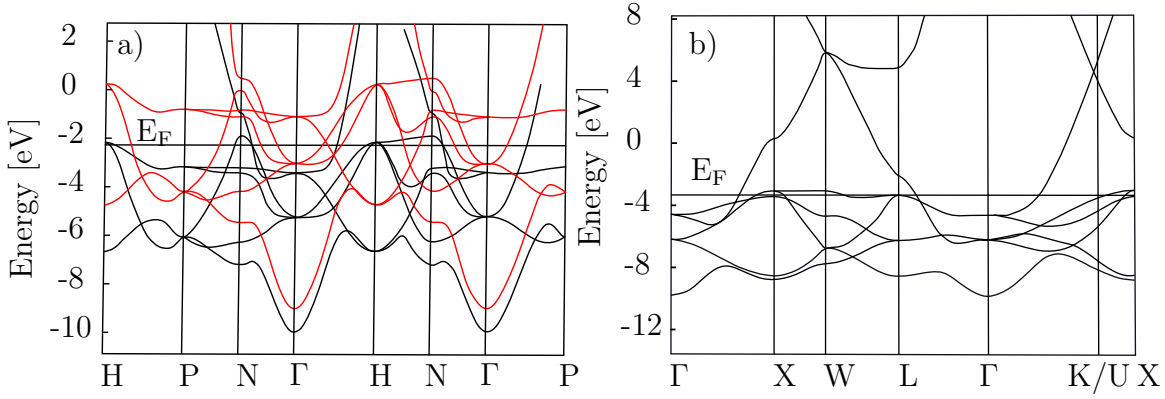 a)
Energy [eV]
2
0
-2
-4
-6
-8
-10
E_F
H P N Γ H N Γ P
b)
Energy [eV]
8
4
0
-4
-8
-12
E_F
Γ X W L Γ K/U X